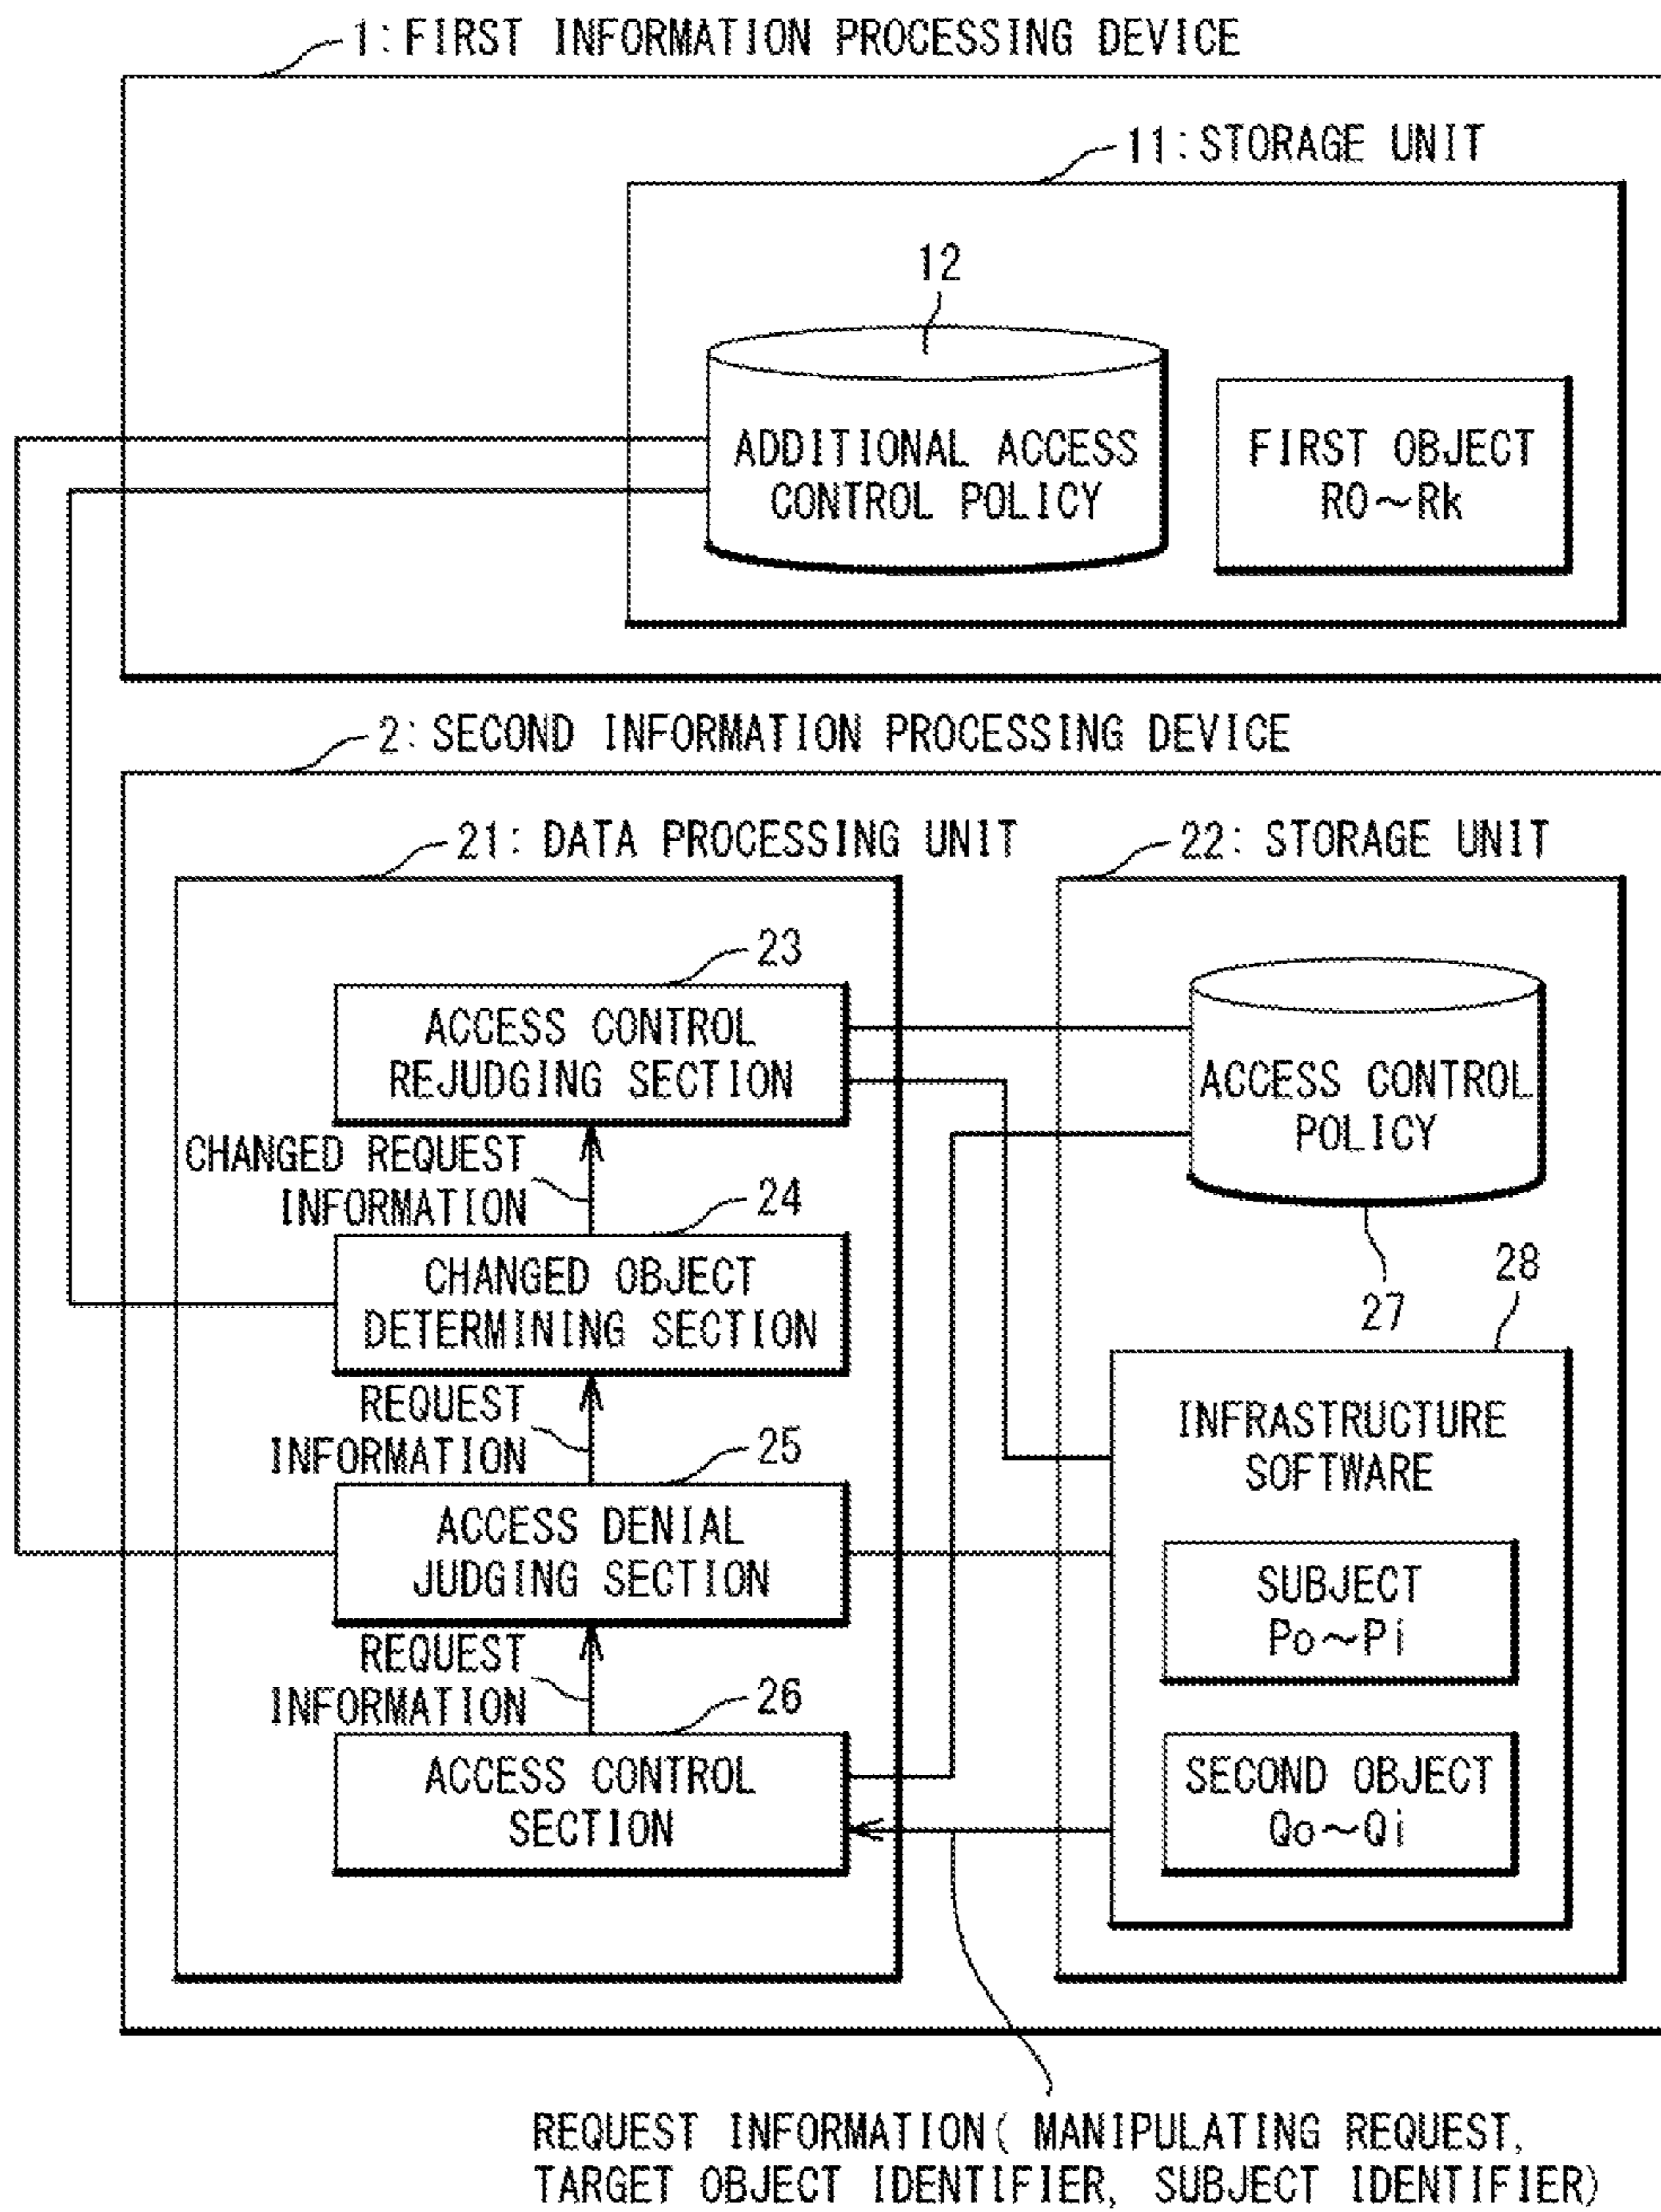 1:FIRST INFORMATION PROCESSING DEVICE
11:STORAGE UNIT
12
ADDITIONAL ACCESS
CONTROL POLICY
FIRST OBJECT
R0~Rk
2:SECOND INFORMATION PROCESSING DEVICE
21: DATA PROCESSING UNIT
22: STORAGE UNIT
23
ACCESS CONTROL
REJUDGING SECTION
ACCESS CONTROL
POLICY
27
CHANGED REQUEST
INFORMATION
24
CHANGED OBJECT
DETERMINING SECTION
28
INFRASTRUCTURE
SOFTWARE
REQUEST
INFORMATION
25
ACCESS DENIAL
JUDGING SECTION
SUBJECT
Po~Pi
REQUEST
INFORMATION
26
ACCESS CONTROL
SECTION
SECOND OBJECT
Qo~Qi
REQUEST INFORMATION( MANIPULATING REQUEST,
TARGET OBJECT IDENTIFIER, SUBJECT IDENTIFIER)